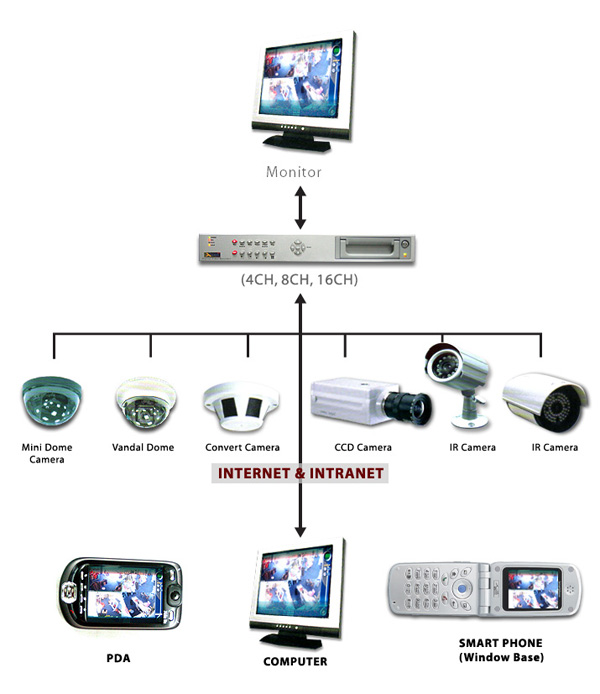 Monitor
(4CH, 8CH, 16CH)
Mini Dome
Camera
Vandal Dome
Convert Camera
CCD Camera
IR Camera
IR Camera
INTERNET & INTRANET
PDA
COMPUTER
SMART PHONE
(Window Base)